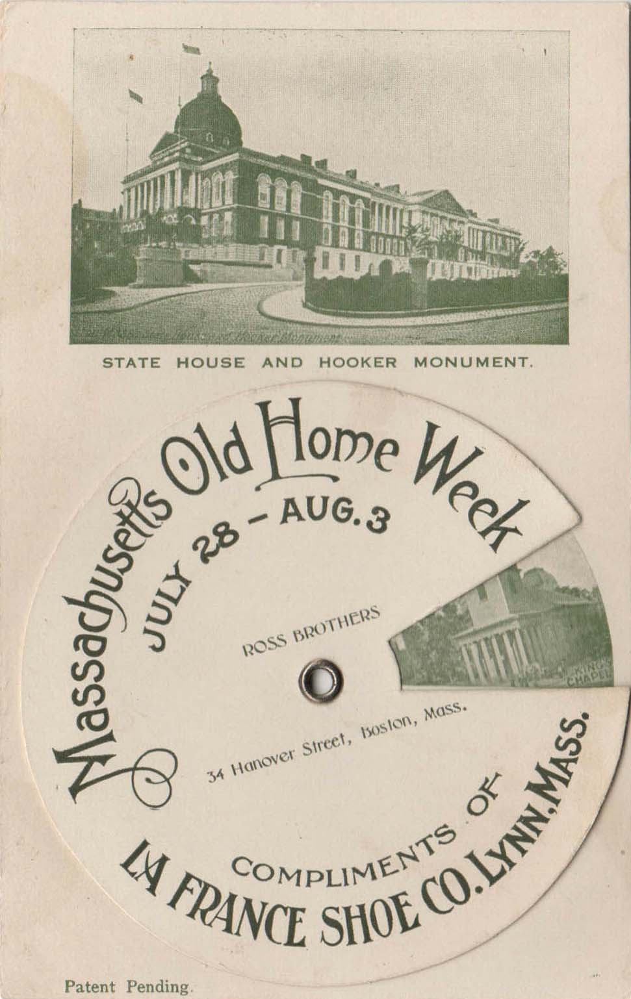 House and Hooker Monument
STATE HOUSE AND HOOKER MONUMENT.
Massachusetts Old Home Week
JULY 28 - AUG. 3
ROSS BROTHERS
34 Hanover Street, Boston, Mass.
KING'S
CHAPEL
COMPLIMENTS OF
LA FRANCE SHOE CO. LYNN, MASS.
Patent Pending.